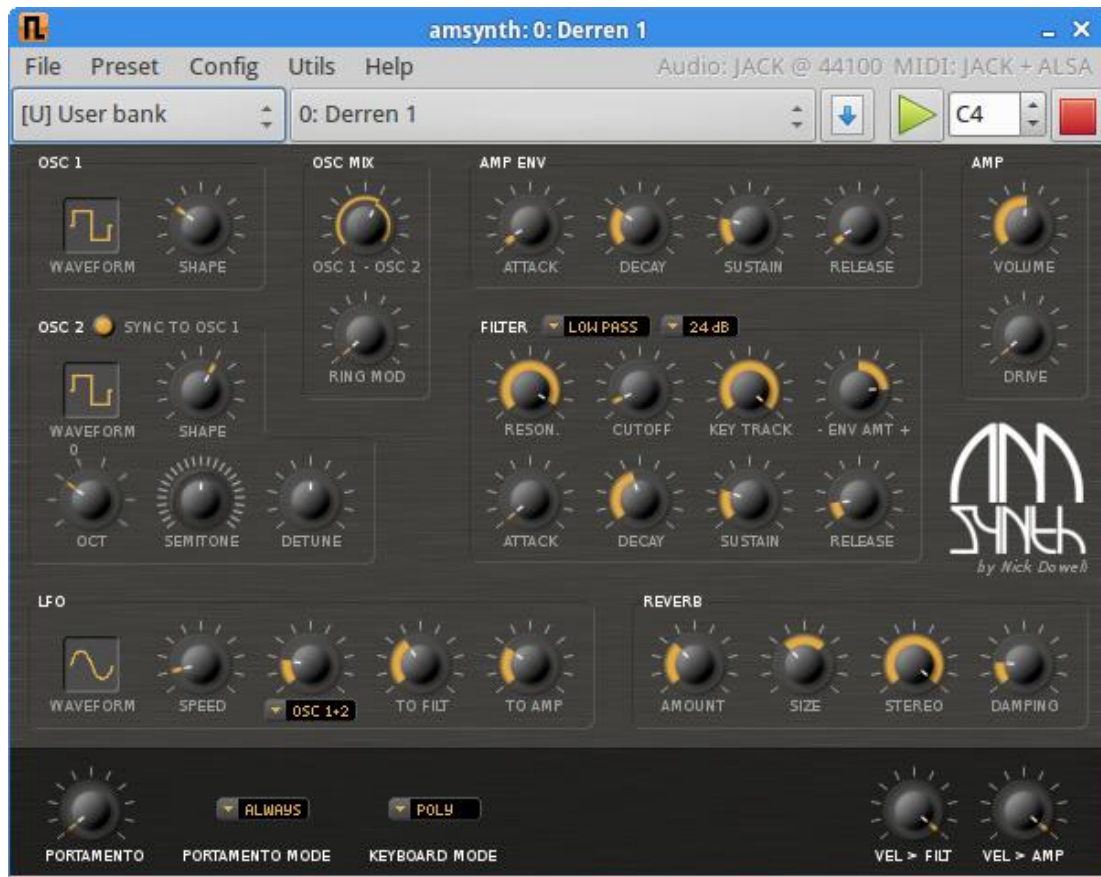 amsynth: 0: Derren 1
File Preset Config Utils Help Audio: JACK @ 44100 MIDI: JACK + ALSA
[U] User bank 0: Derren 1 C4
OSC 1 OSC MIX AMP ENV AMP
WAVEFORM SHAPE OSC 1 - OSC 2 ATTACK DECAY SUSTAIN RELEASE VOLUME
OSC 2 SYNC TO OSC 1 FILTER LOW PASS 24 dB
RING MOD DRIVE
WAVEFORM SHAPE RESON. CUTOFF KEY TRACK - ENV AMT +
0
OCT SEMITONE DETUNE ATTACK DECAY SUSTAIN RELEASE
AM
SYNTH
by Nick Dowell
LFO REVERB
WAVEFORM SPEED OSC 1+2 TO FILT TO AMP AMOUNT SIZE STEREO DAMPING
ALWAYS POLY
PORTAMENTO PORTAMENTO MODE KEYBOARD MODE VEL > FILT VEL > AMP